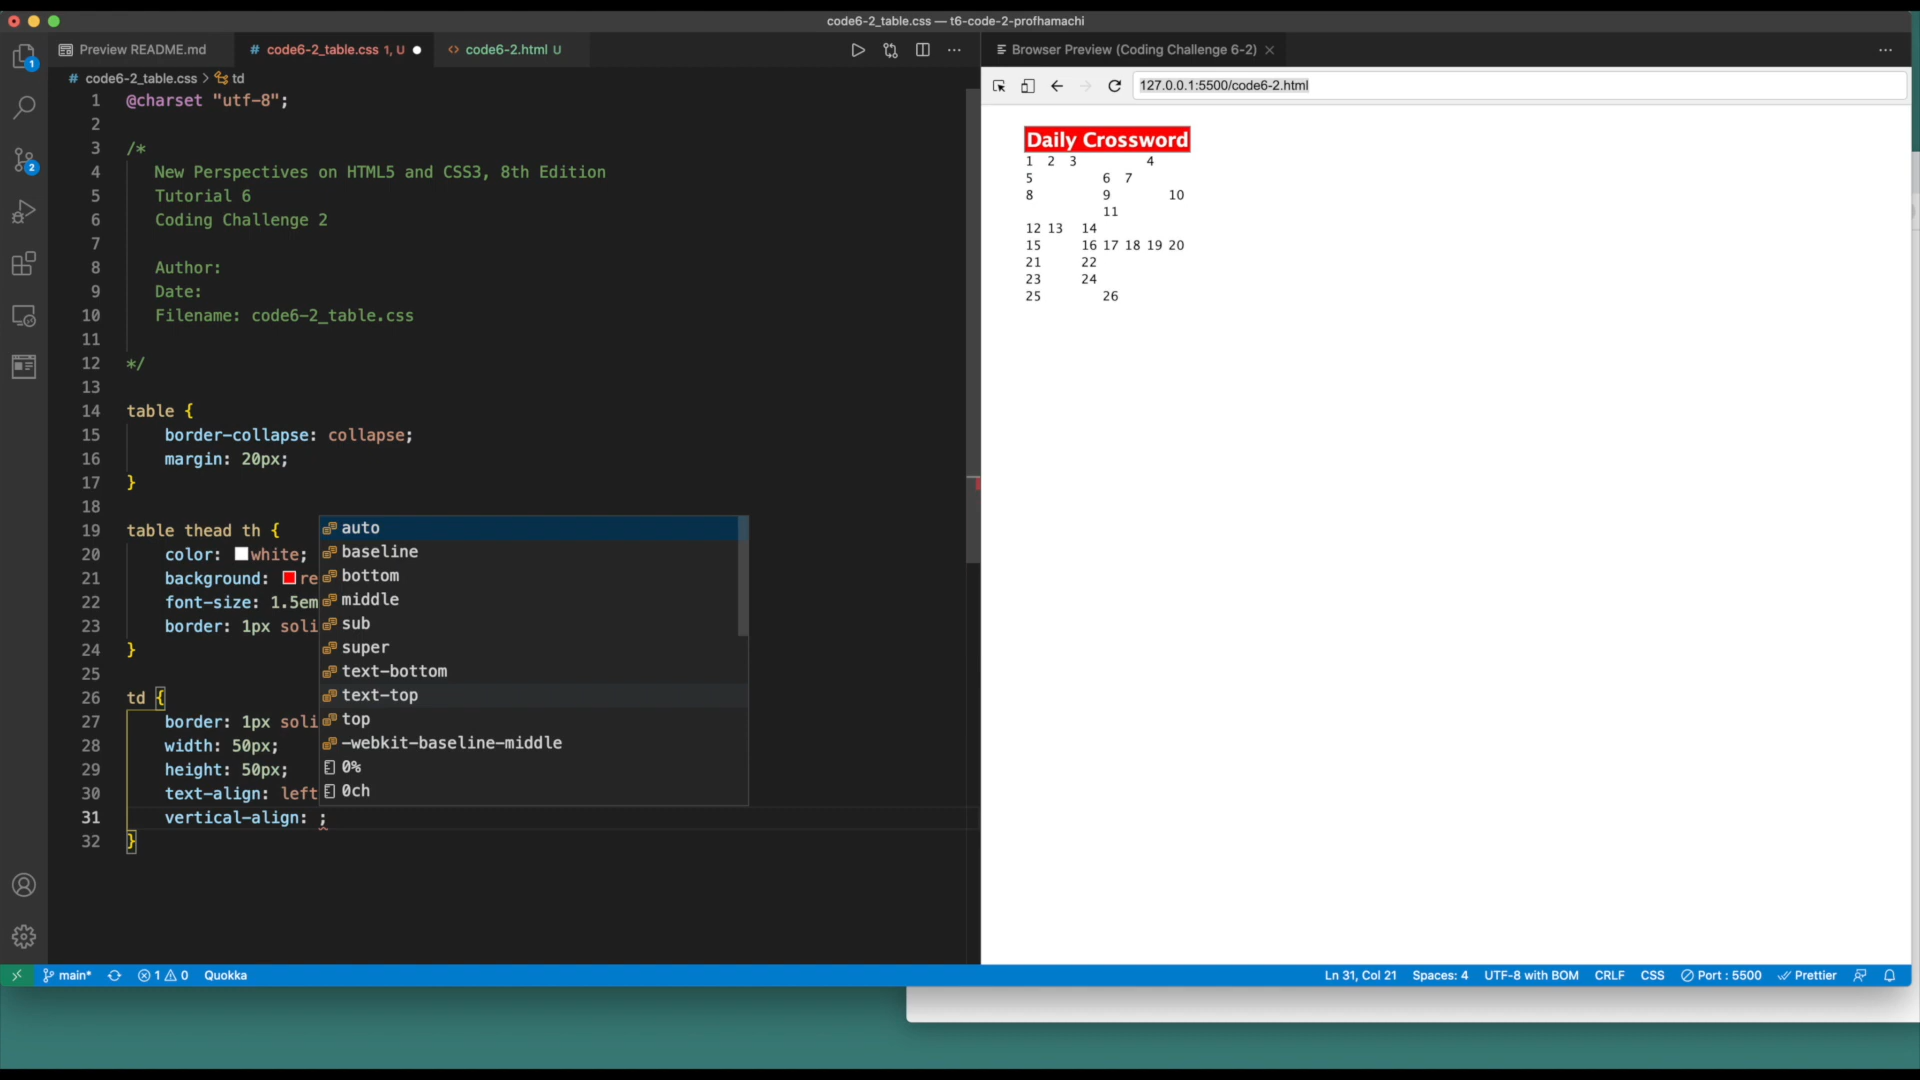 code6-2_table.css — t6-code-2-profhamachi
Preview README.md
# code6-2_table.css 1, U
<> code6-2.html U
Browser Preview (Coding Challenge 6-2)
1
# code6-2_table.css > td
127.0.0.1:5500/code6-2.html
1 @charset "utf-8";
2
3 /*
4 New Perspectives on HTML5 and CSS3, 8th Edition
5 Tutorial 6
6 Coding Challenge 2
7
8 Author:
9 Date:
10 Filename: code6-2_table.css
11
12 */
13
14 table {
15 border-collapse: collapse;
16 margin: 20px;
17 }
18
19 table thead th {
20 color: white;
21 background: re
22 font-size: 1.5em
23 border: 1px soli
24 }
25
26 td {
27 border: 1px soli
28 width: 50px;
29 height: 50px;
30 text-align: left
31 vertical-align: ;
32 }
2
auto
baseline
bottom
middle
sub
super
text-bottom
text-top
top
-webkit-baseline-middle
0%
0ch
Daily Crossword
1 2 3 4
5 6 7
8 9 10
11
12 13 14
15 16 17 18 19 20
21 22
23 24
25 26
main* 1 0 Quokka
Ln 31, Col 21 Spaces: 4 UTF-8 with BOM CRLF CSS Port : 5500 Prettier